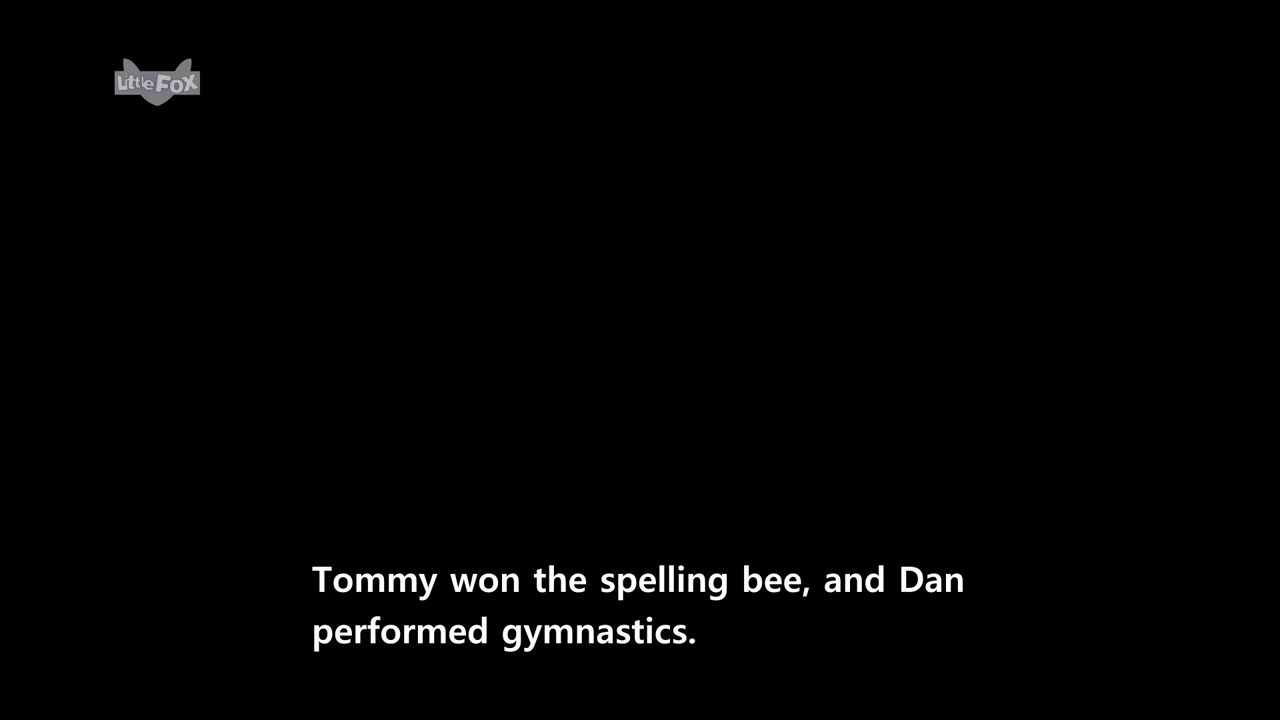 Little Fox
Tommy won the spelling bee, and Dan
performed gymnastics.